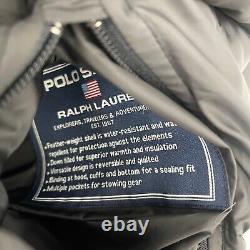 POLO S
RALPH LAURE
EXPLORERS, TRAVELERS & ADVENTURE
EST. 1967
•Feather-weight shell is water-resistant and
repellent for protection against the elements
•Down filled for superior warmth and insulation
•Versatile design is reversible and quilted
•Binding at hood, cuffs and bottom for a sealing fit
•Multiple pockets for stowing gear